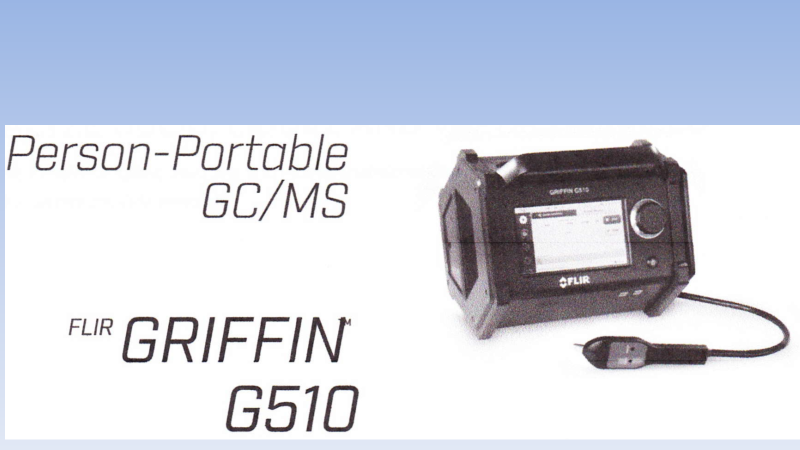 Person-Portable
GC/MS
FLIR GRIFFIN™
G510
GRIFFIN G510
FLIR